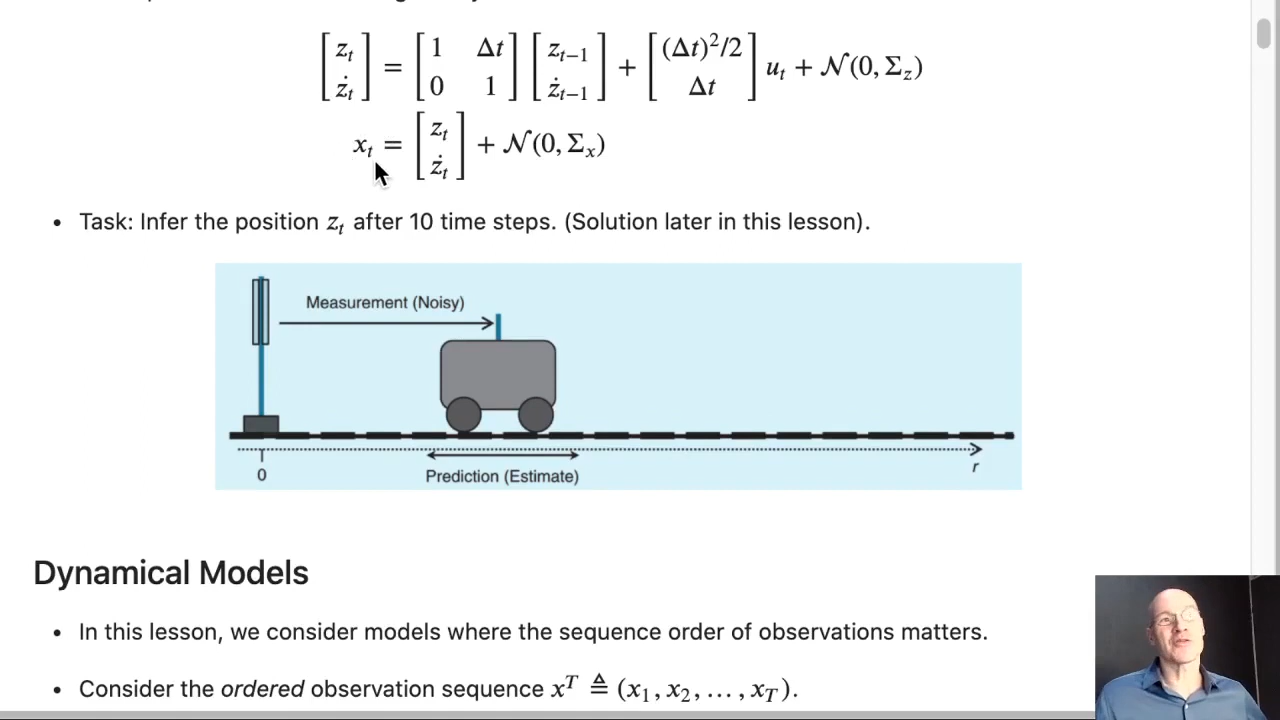 [z_t; ż_t] = [1 Δt; 0 1] [z_{t−1}; ż_{t−1}] + [(Δt)²/2; Δt] u_t + 𝒩(0, Σ_z)
x_t = [z_t; ż_t] + 𝒩(0, Σ_x)
• Task: Infer the position z_t after 10 time steps. (Solution later in this lesson).
Measurement (Noisy)
0
r
Prediction (Estimate)
Dynamical Models
• In this lesson, we consider models where the sequence order of observations matters.
• Consider the ordered observation sequence x^T ≜ (x_1, x_2, …, x_T).